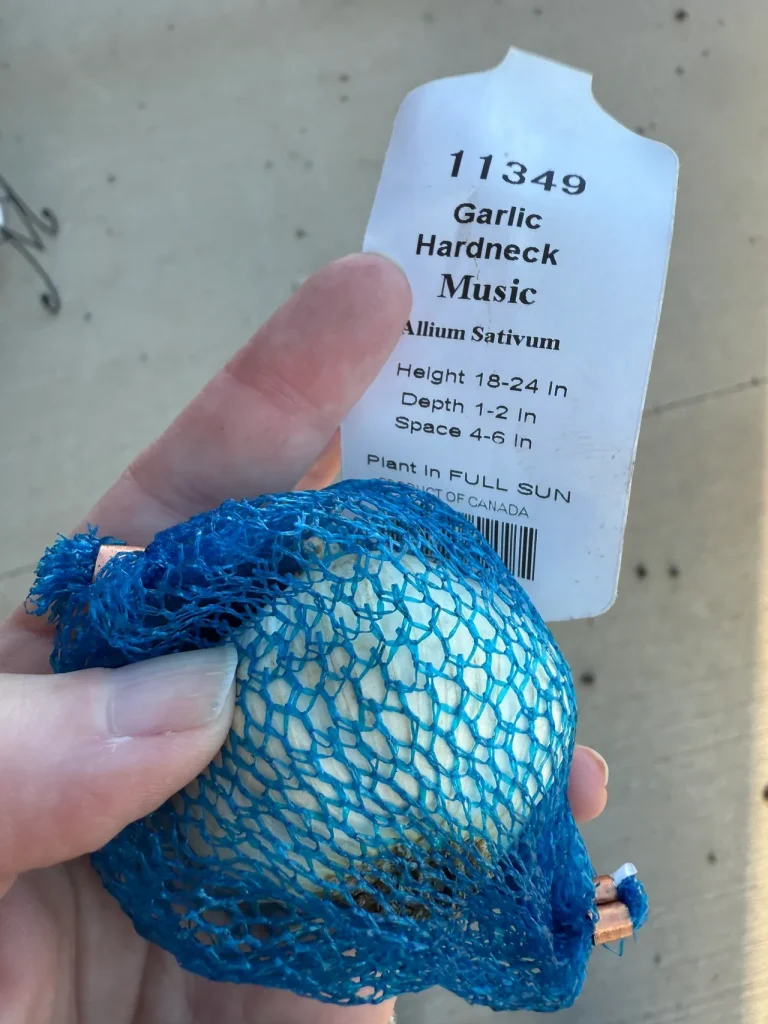 11349
Garlic
Hardneck
Music
Allium Sativum
Height 18-24 in
Depth 1-2 in
Space 4-6 in
Plant in FULL SUN
PRODUCT OF CANADA